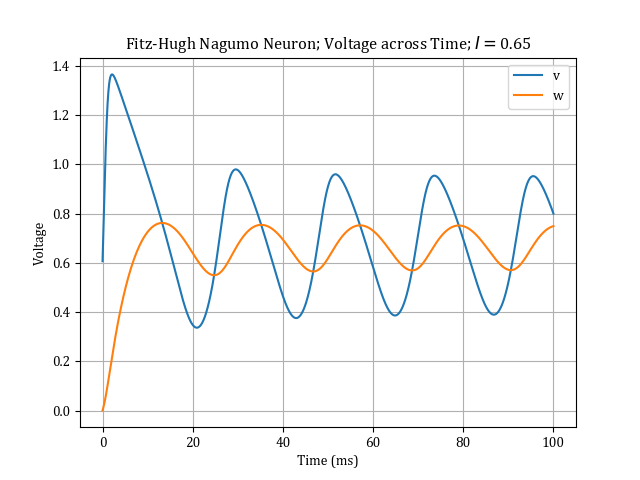 Fitz-Hugh Nagumo Neuron; Voltage across Time; I = 0.65
v
w
1.4
1.2
1.0
0.8
0.6
0.4
0.2
0.0
Voltage
0 20 40 60 80 100
Time (ms)